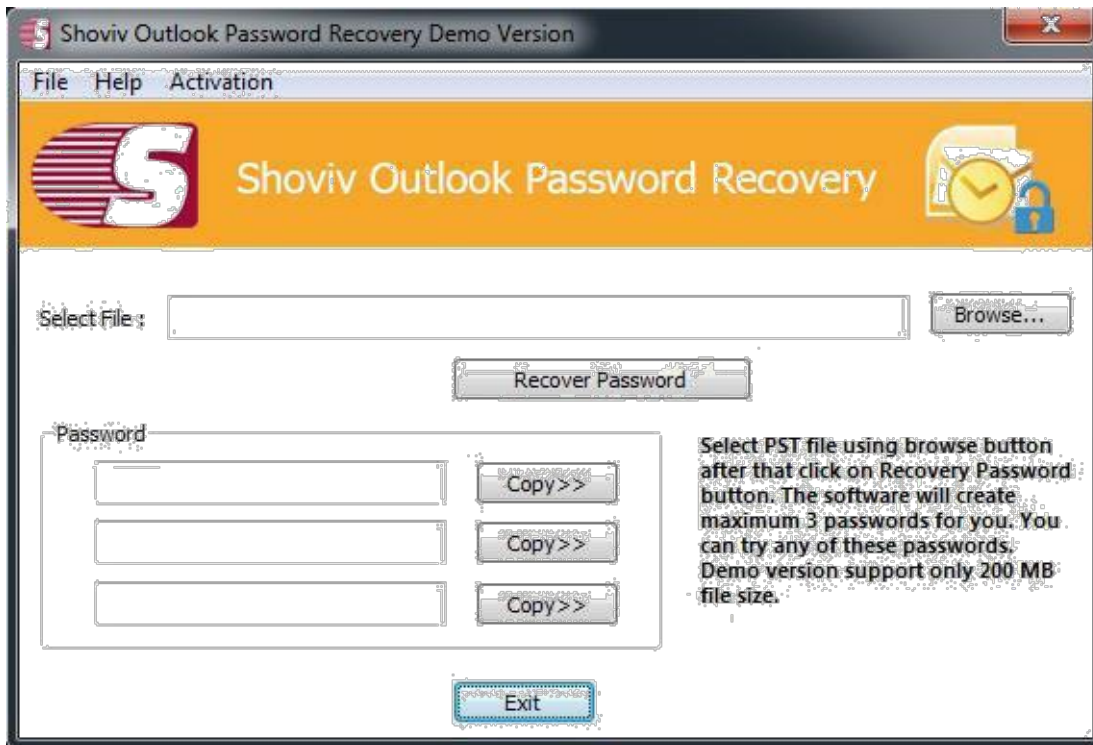 Shoviv Outlook Password Recovery Demo Version
File Help Activation
S Shoviv Outlook Password Recovery
Select File :
Browse...
Recover Password
Password
Copy>>
Copy>>
Copy>>
Select PST file using browse button
after that click on Recovery Password
button. The software will create
maximum 3 passwords for you. You
can try any of these passwords.
Demo version support only 200 MB
file size.
Exit